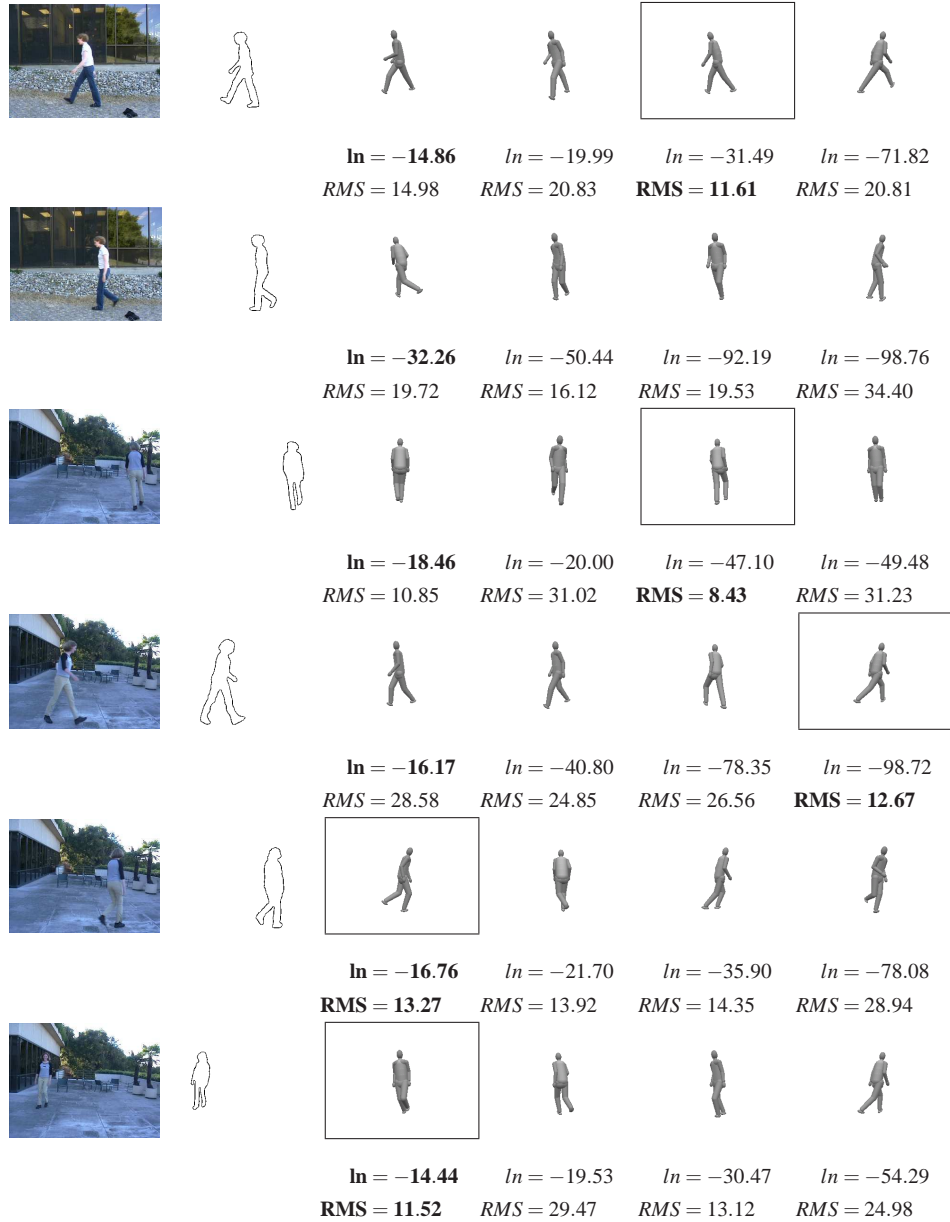 ln = −14.86 ln = −19.99 ln = −31.49 ln = −71.82
RMS = 14.98 RMS = 20.83 RMS = 11.61 RMS = 20.81
ln = −32.26 ln = −50.44 ln = −92.19 ln = −98.76
RMS = 19.72 RMS = 16.12 RMS = 19.53 RMS = 34.40
ln = −18.46 ln = −20.00 ln = −47.10 ln = −49.48
RMS = 10.85 RMS = 31.02 RMS = 8.43 RMS = 31.23
ln = −16.17 ln = −40.80 ln = −78.35 ln = −98.72
RMS = 28.58 RMS = 24.85 RMS = 26.56 RMS = 12.67
ln = −16.76 ln = −21.70 ln = −35.90 ln = −78.08
RMS = 13.27 RMS = 13.92 RMS = 14.35 RMS = 28.94
ln = −14.44 ln = −19.53 ln = −30.47 ln = −54.29
RMS = 11.52 RMS = 29.47 RMS = 13.12 RMS = 24.98